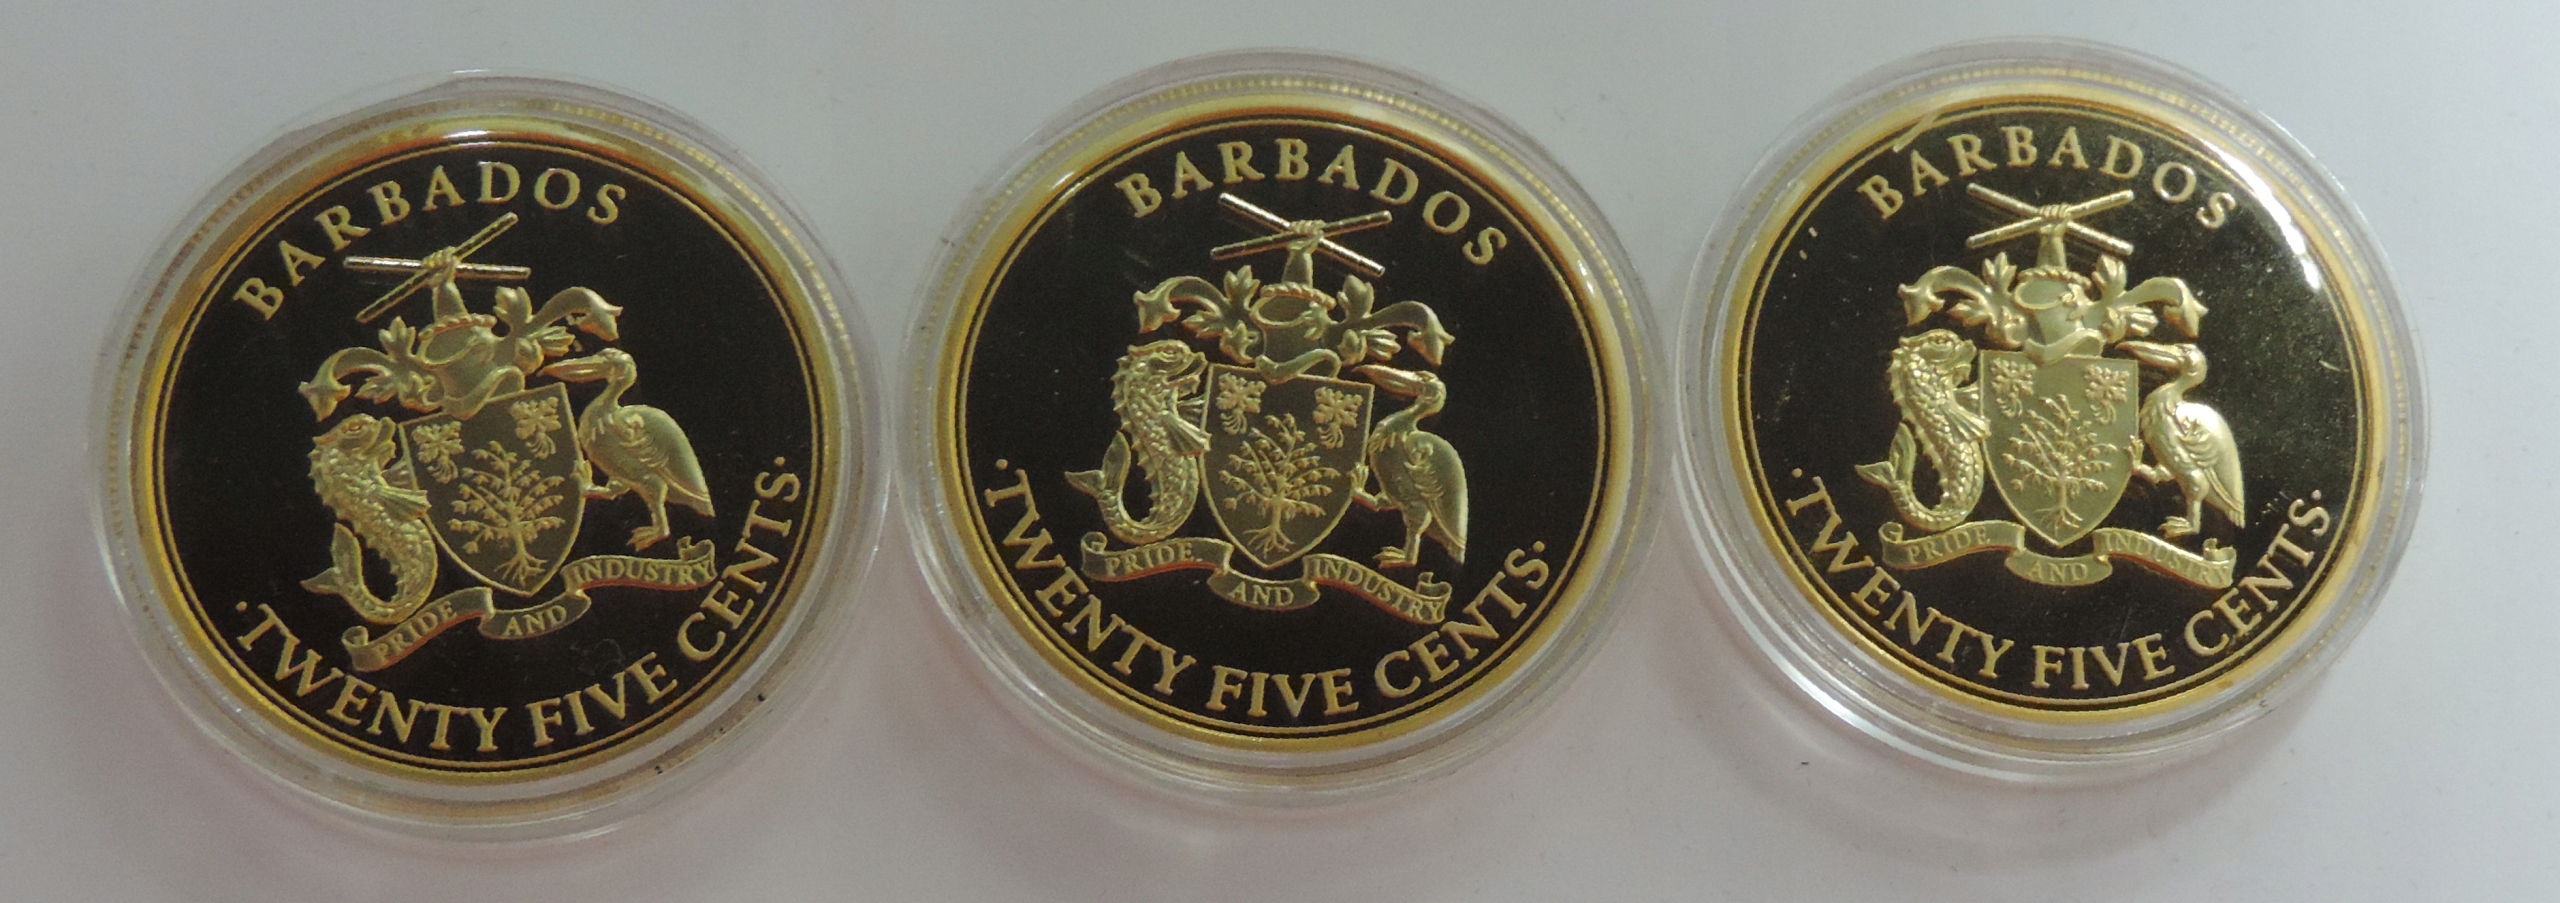 BARBADOS
PRIDE AND INDUSTRY
·TWENTY FIVE CENTS·
BARBADOS
PRIDE AND INDUSTRY
·TWENTY FIVE CENTS·
BARBADOS
PRIDE AND INDUSTRY
·TWENTY FIVE CENTS·